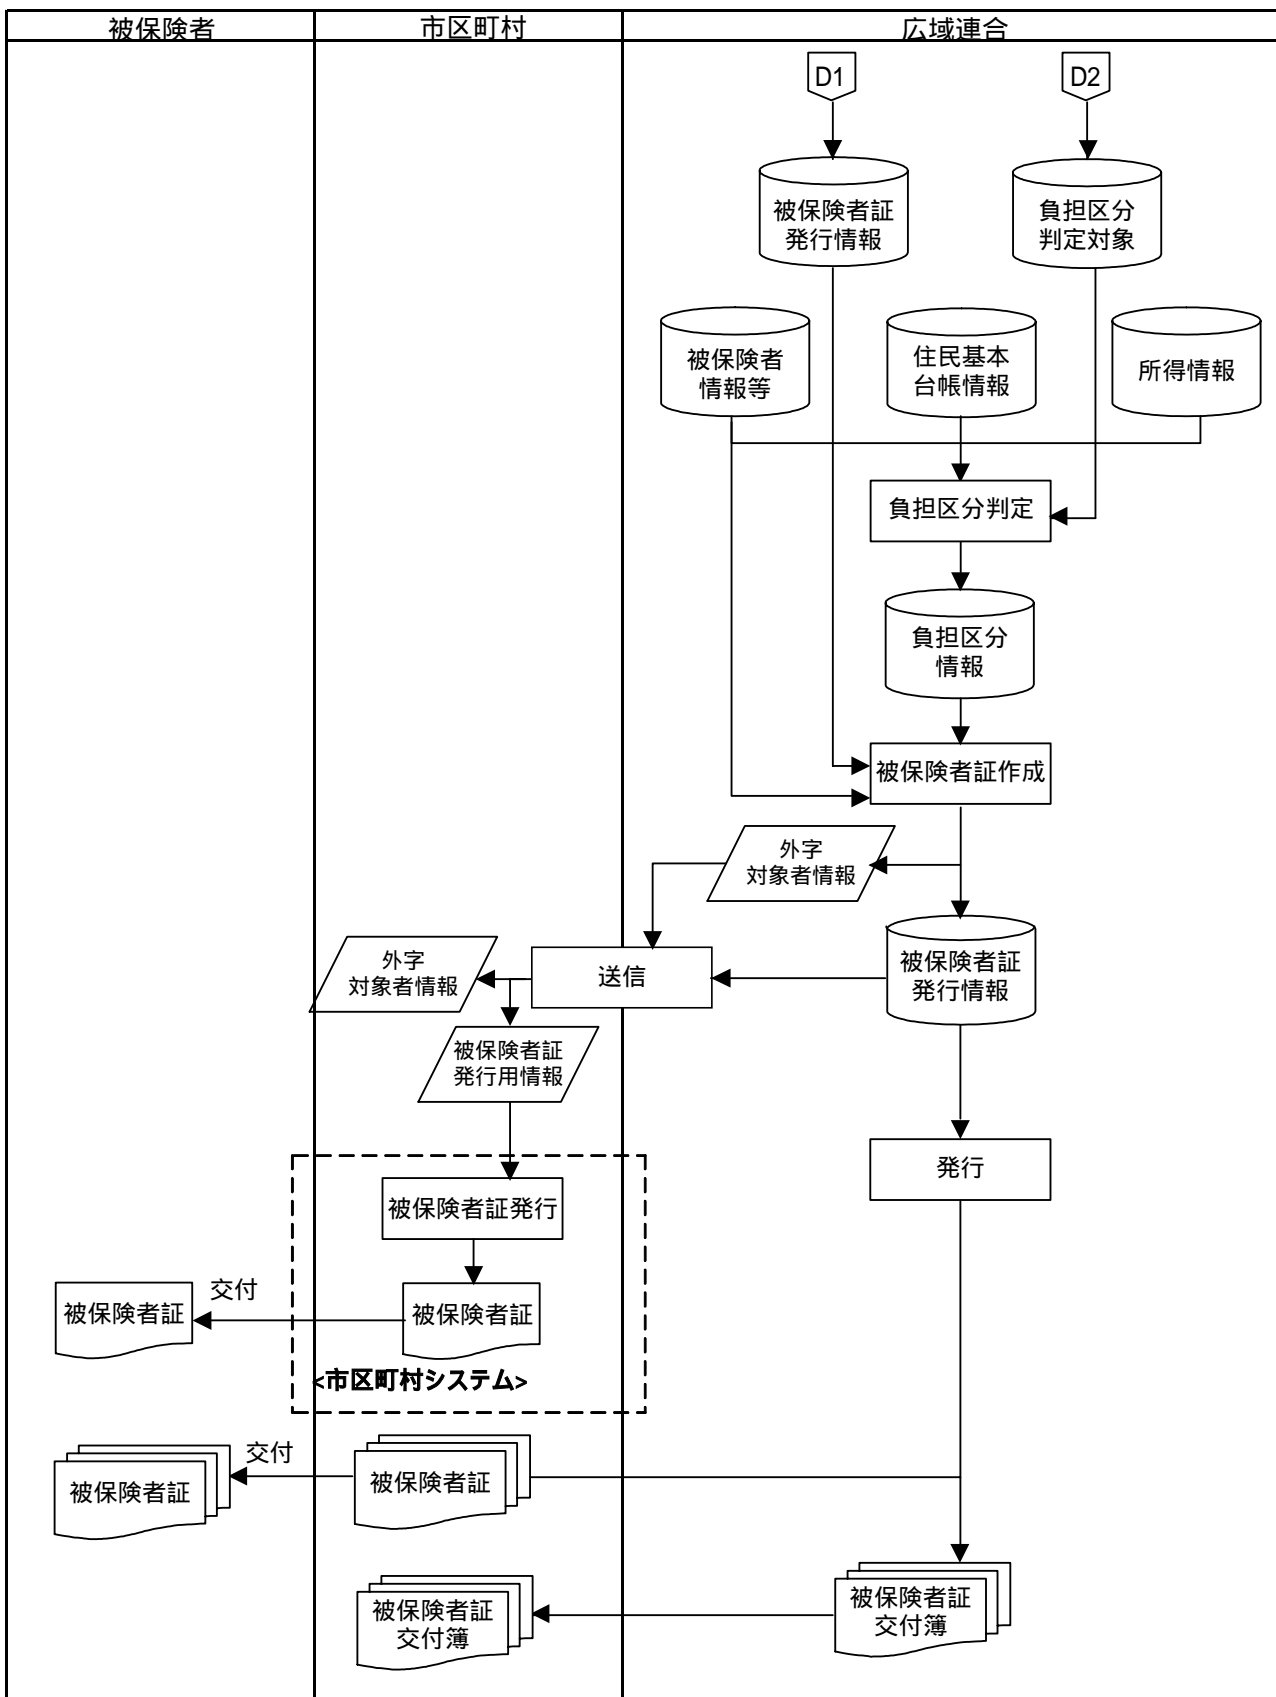 被保険者
市区町村
広域連合
D1
D2
被保険者証
発行情報
負担区分
判定対象
被保険者
情報等
住民基本
台帳情報
所得情報
負担区分判定
負担区分
情報
被保険者証作成
外字
対象者情報
外字
対象者情報
送信
被保険者証
発行情報
被保険者証
発行用情報
発行
被保険者証発行
交付
被保険者証
被保険者証
<市区町村システム>
交付
被保険者証
被保険者証
被保険者証
交付簿
被保険者証
交付簿